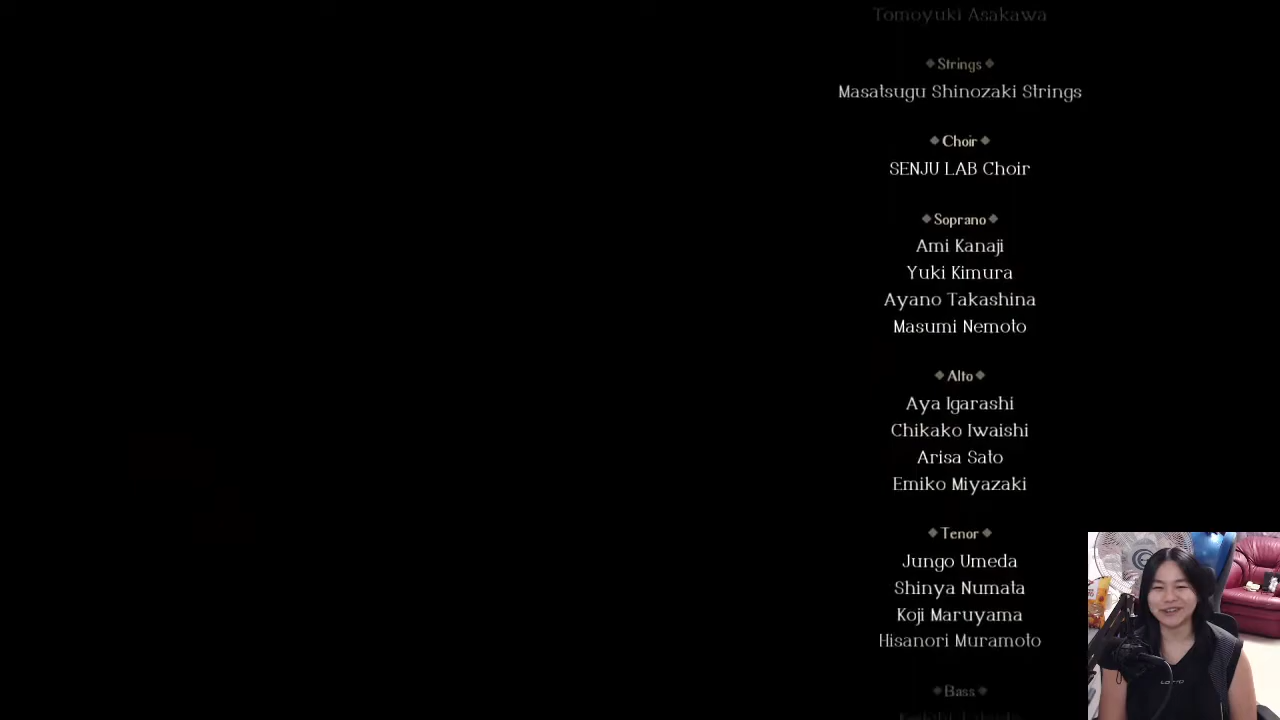 Tomoyuki Asakawa
◆Strings◆
Masatsugu Shinozaki Strings
◆Choir◆
SENJU LAB Choir
◆Soprano◆
Ami Kanaji
Yuki Kimura
Ayano Takashina
Masumi Nemoto
◆Alto◆
Aya Igarashi
Chikako Iwaishi
Arisa Sato
Emiko Miyazaki
◆Tenor◆
Jungo Umeda
Shinya Numata
Koji Maruyama
Hisanori Muramoto
◆Bass◆